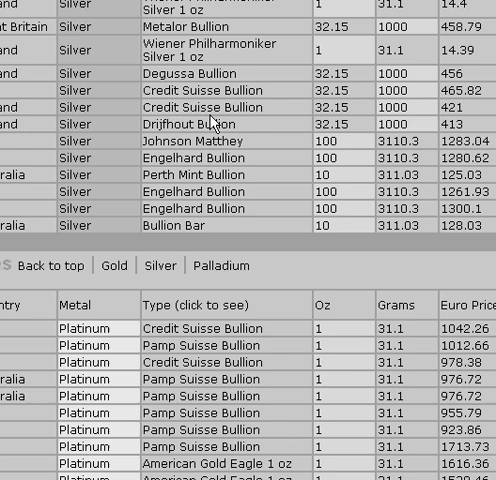 Silver 1 oz 1 31.1 14.4
t Britain Silver Metalor Bullion 32.15 1000 458.79
and Silver Wiener Philharmoniker Silver 1 oz 1 31.1 14.39
and Silver Degussa Bullion 32.15 1000 456
and Silver Credit Suisse Bullion 32.15 1000 465.82
and Silver Credit Suisse Bullion 32.15 1000 421
and Silver Drijfhout Bullion 32.15 1000 413
Silver Johnson Matthey 100 3110.3 1283.04
Silver Engelhard Bullion 100 3110.3 1280.62
ralia Silver Perth Mint Bullion 10 311.03 125.03
Silver Engelhard Bullion 100 3110.3 1261.93
Silver Engelhard Bullion 100 3110.3 1300.1
ralia Silver Bullion Bar 10 311.03 128.03
s Back to top | Gold | Silver | Palladium
ntry Metal Type (click to see) Oz Grams Euro Price
Platinum Credit Suisse Bullion 1 31.1 1042.26
Platinum Pamp Suisse Bullion 1 31.1 1012.66
Platinum Credit Suisse Bullion 1 31.1 978.38
ralia Platinum Pamp Suisse Bullion 1 31.1 976.72
ralia Platinum Pamp Suisse Bullion 1 31.1 976.72
Platinum Pamp Suisse Bullion 1 31.1 955.79
Platinum Pamp Suisse Bullion 1 31.1 923.86
Platinum Pamp Suisse Bullion 1 31.1 1713.73
Platinum American Gold Eagle 1 oz 1 31.1 1616.36